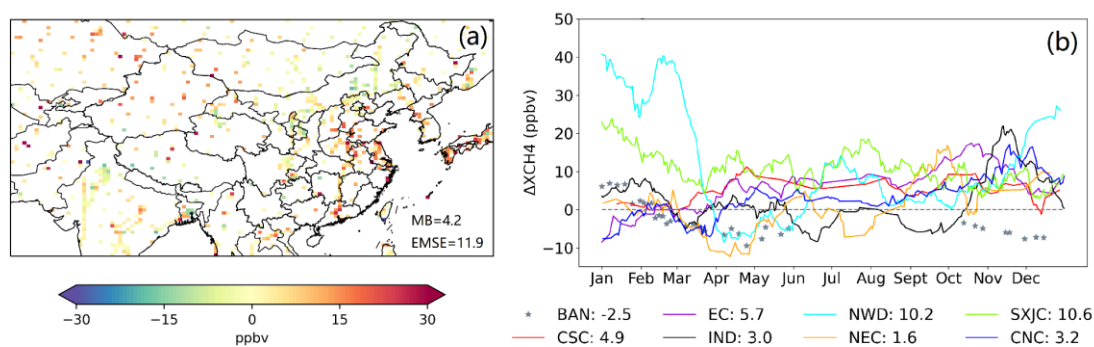 (a)
MB=4.2
EMSE=11.9
−30 −15 0 15 30
ppbv
(b)
ΔXCH4 (ppbv)
50
40
30
20
10
0
−10
Jan Feb Mar Apr May Jun Jul Aug Sept Oct Nov Dec
BAN: -2.5 EC: 5.7 NWD: 10.2 SXJC: 10.6
CSC: 4.9 IND: 3.0 NEC: 1.6 CNC: 3.2